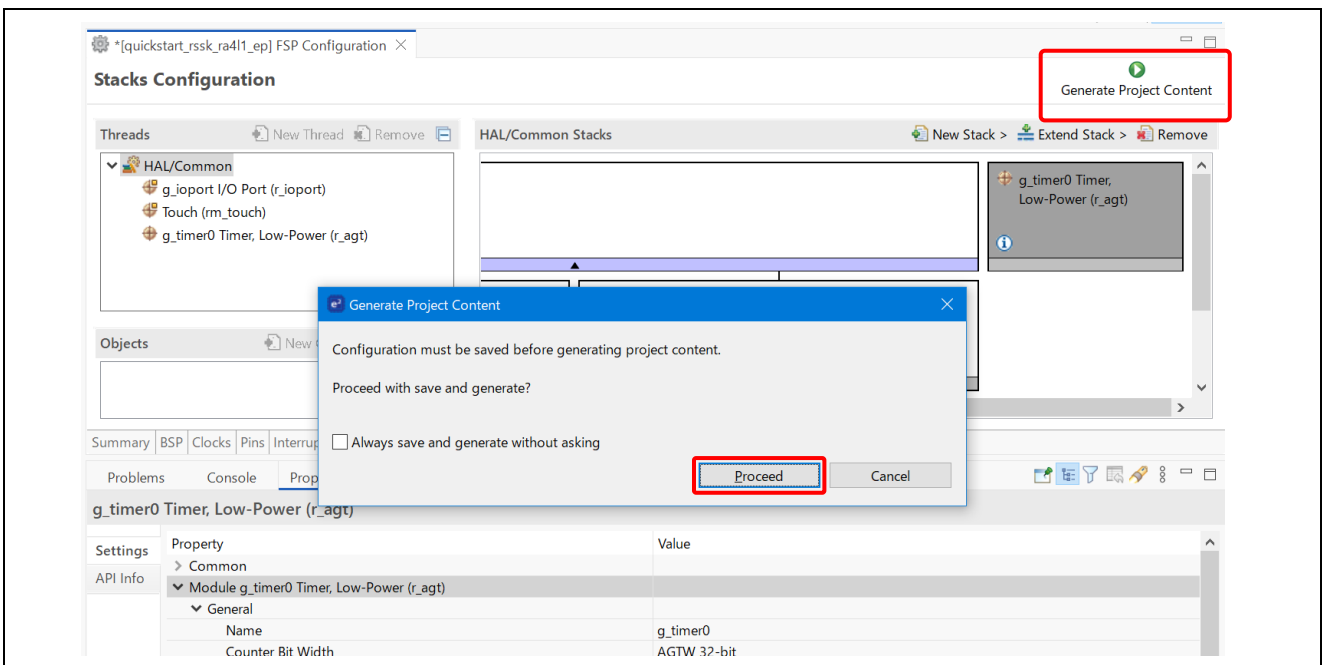 *[quickstart_rssk_ra4l1_ep] FSP Configuration
Stacks Configuration
Generate Project Content
Threads
New Thread
Remove
HAL/Common Stacks
New Stack >
Extend Stack >
Remove
HAL/Common
g_ioport I/O Port (r_ioport)
Touch (rm_touch)
g_timer0 Timer, Low-Power (r_agt)
g_timer0 Timer,
Low-Power (r_agt)
Objects
New
Generate Project Content
Configuration must be saved before generating project content.
Proceed with save and generate?
Always save and generate without asking
Proceed
Cancel
Summary
BSP
Clocks
Pins
Interrup
Problems
Console
Prop
g_timer0 Timer, Low-Power (r_agt)
Settings
API Info
Property
Value
Common
Module g_timer0 Timer, Low-Power (r_agt)
General
Name
g_timer0
Counter Bit Width
AGTW 32-bit